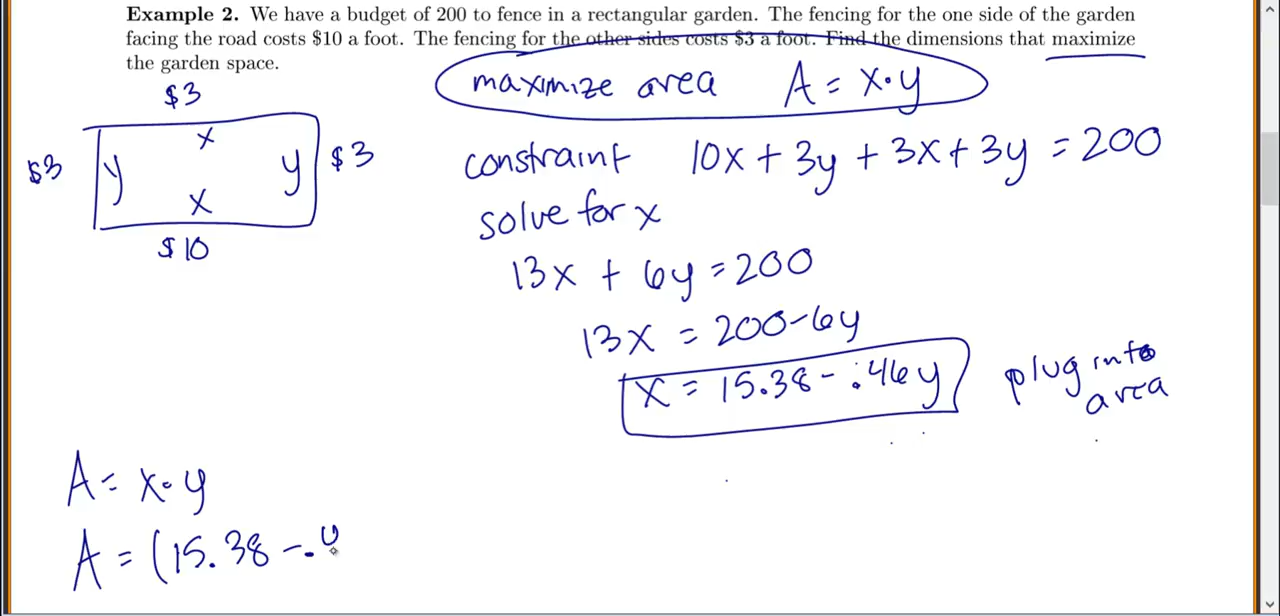 Example 2. We have a budget of 200 to fence in a rectangular garden. The fencing for the one side of the garden
facing the road costs $10 a foot. The fencing for the other sides costs $3 a foot. Find the dimensions that maximize
the garden space.
maximize area A = x·y
$3
x
$3 y y $3
x
$10
constraint 10x + 3y + 3x + 3y = 200
solve for x
13x + 6y = 200
13x = 200 - 6y
x = 15.38 - .46y
plug into
area
A = x·y
A = (15.38 - .4